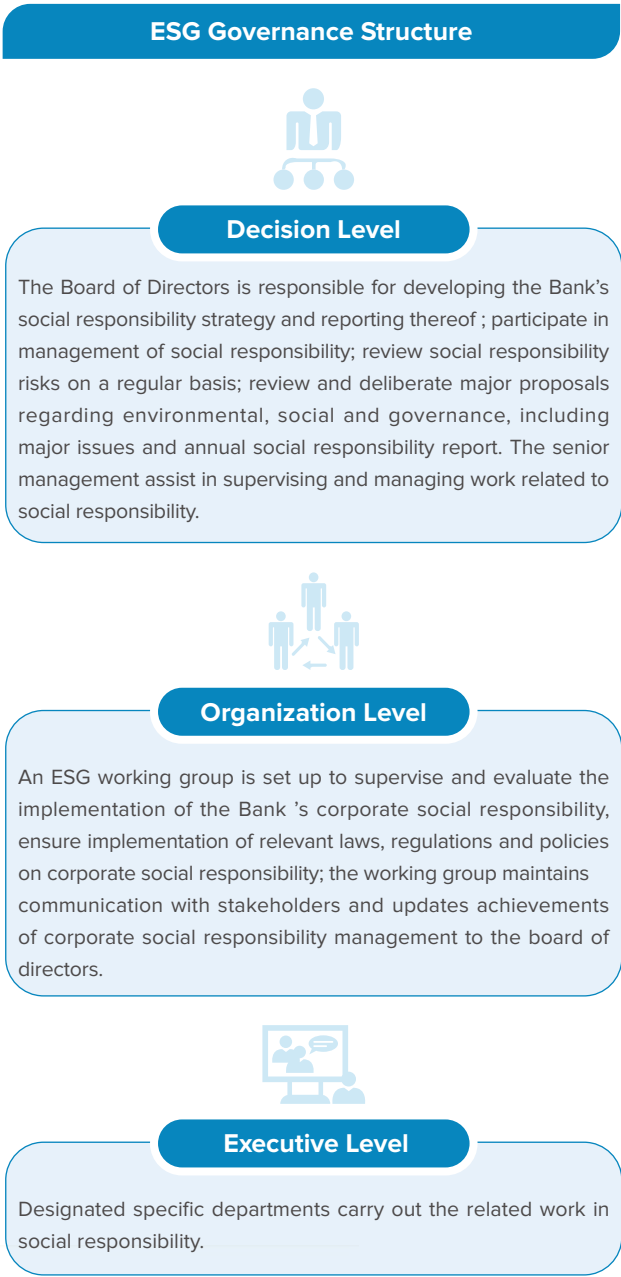 ESG Governance Structure
Decision Level
The Board of Directors is responsible for developing the Bank's
social responsibility strategy and reporting thereof ; participate in
management of social responsibility; review social responsibility
risks on a regular basis; review and deliberate major proposals
regarding environmental, social and governance, including
major issues and annual social responsibility report. The senior
management assist in supervising and managing work related to
social responsibility.
Organization Level
An ESG working group is set up to supervise and evaluate the
implementation of the Bank 's corporate social responsibility,
ensure implementation of relevant laws, regulations and policies
on corporate social responsibility; the working group maintains
communication with stakeholders and updates achievements
of corporate social responsibility management to the board of
directors.
Executive Level
Designated specific departments carry out the related work in
social responsibility.